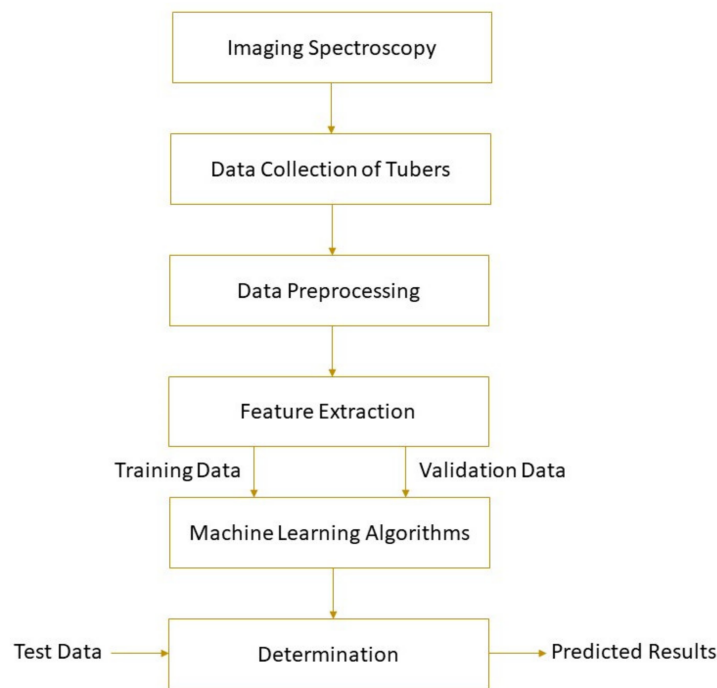 Imaging Spectroscopy
Data Collection of Tubers
Data Preprocessing
Feature Extraction
Training Data
Validation Data
Machine Learning Algorithms
Test Data
Determination
Predicted Results